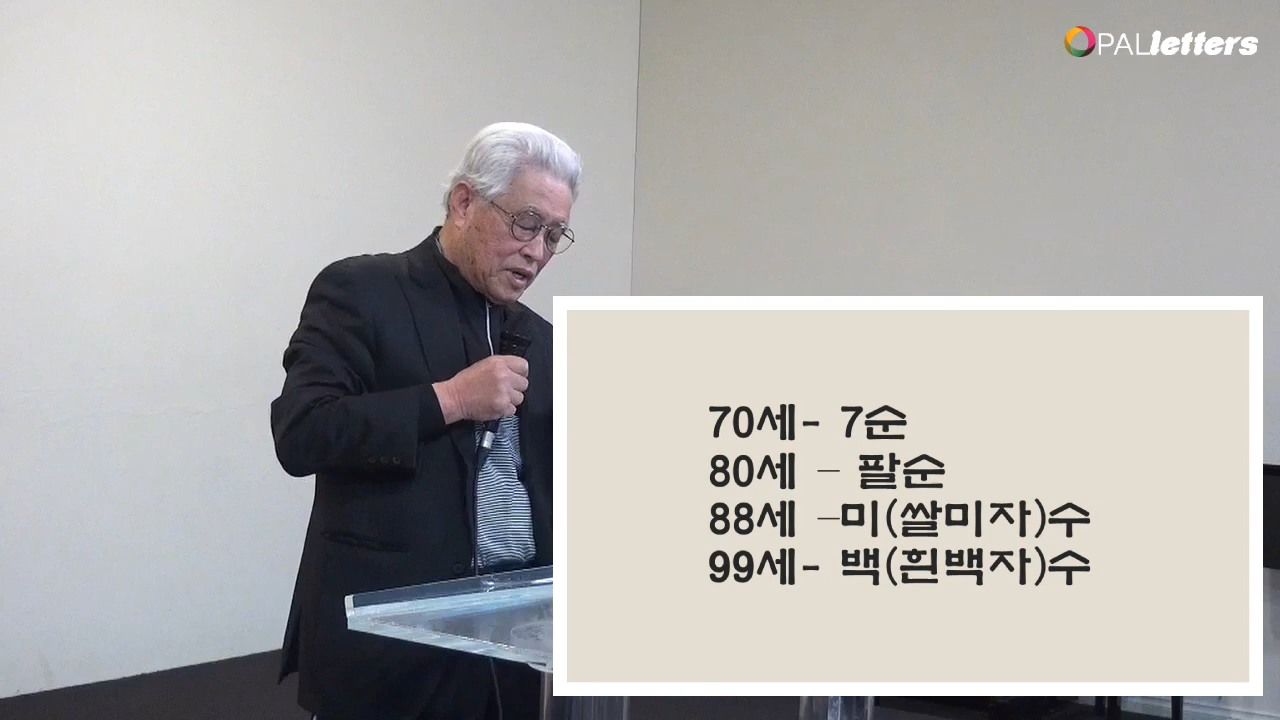 OPALletters
70세- 7순
80세 – 팔순
88세 –미(쌀미자)수
99세- 백(흰백자)수